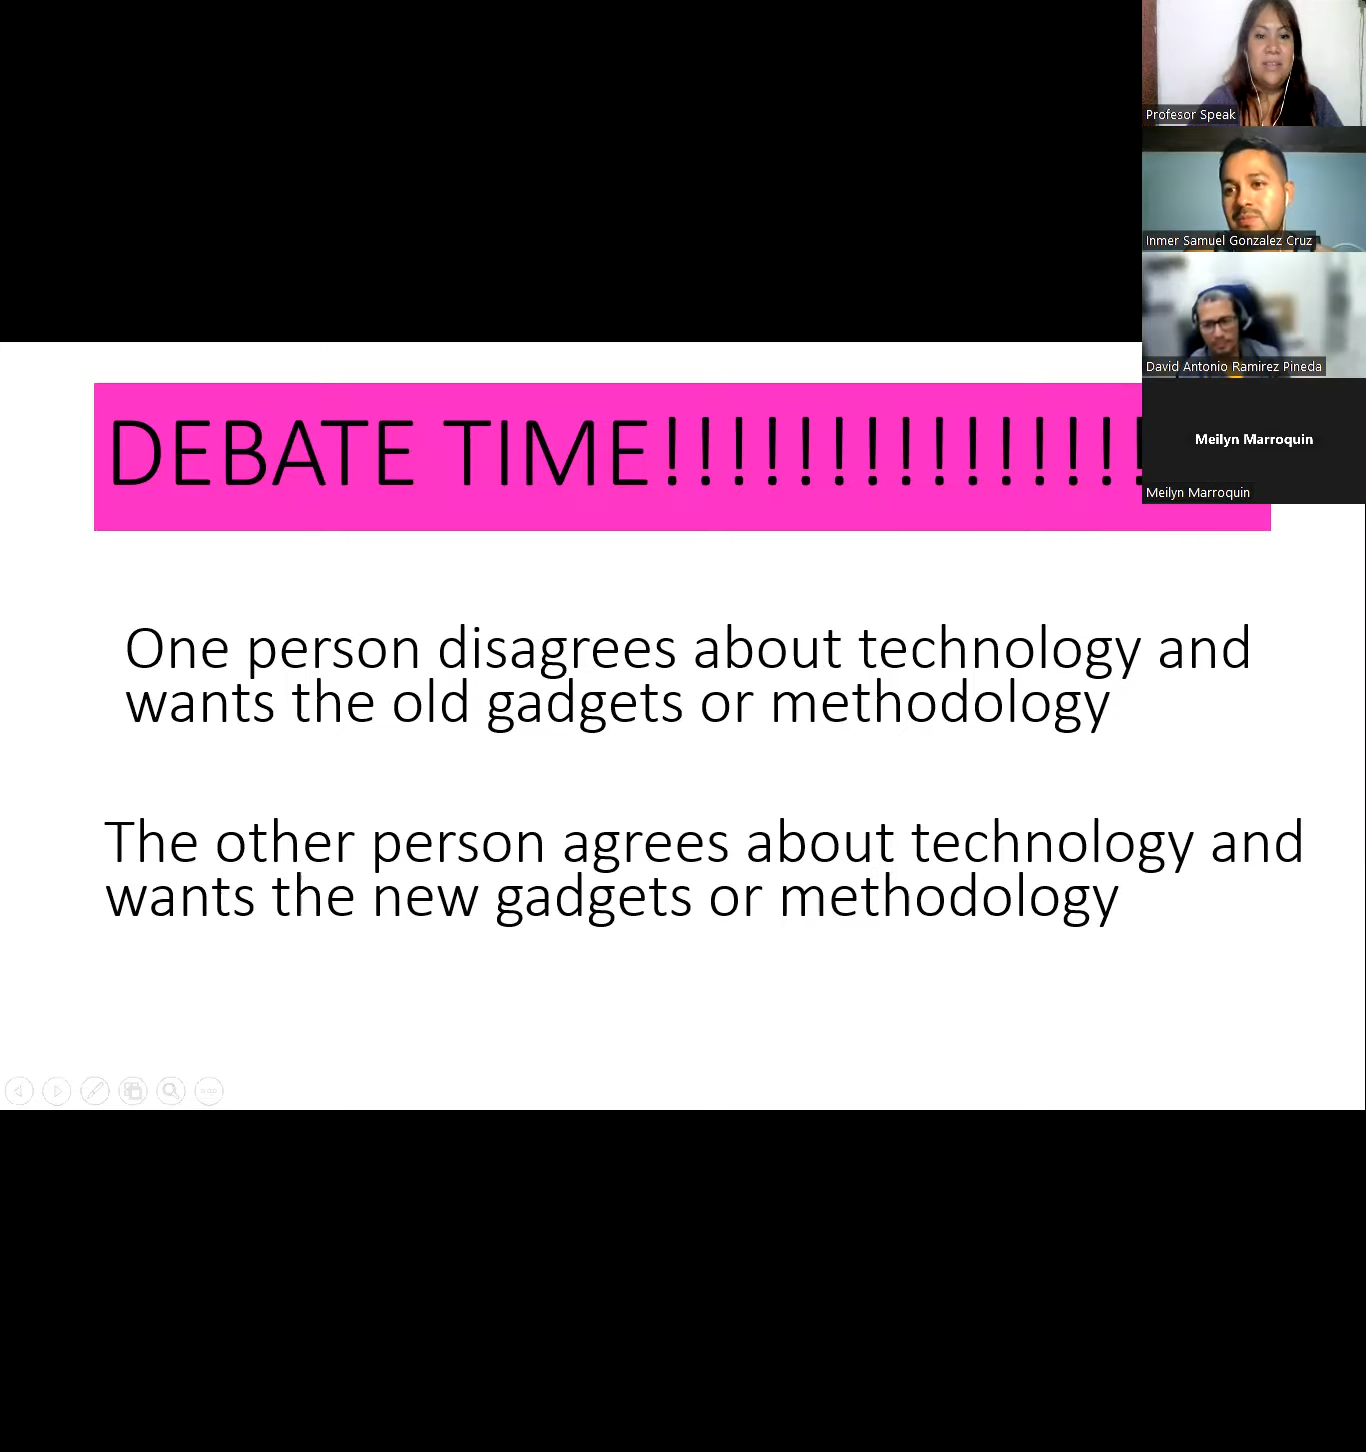 Profesor Speak
Inmer Samuel Gonzalez Cruz
David Antonio Ramirez Pineda
Meilyn Marroquin
Meilyn Marroquin
DEBATE TIME!!!!!!!!!!!!!!!
One person disagrees about technology and
wants the old gadgets or methodology
The other person agrees about technology and
wants the new gadgets or methodology